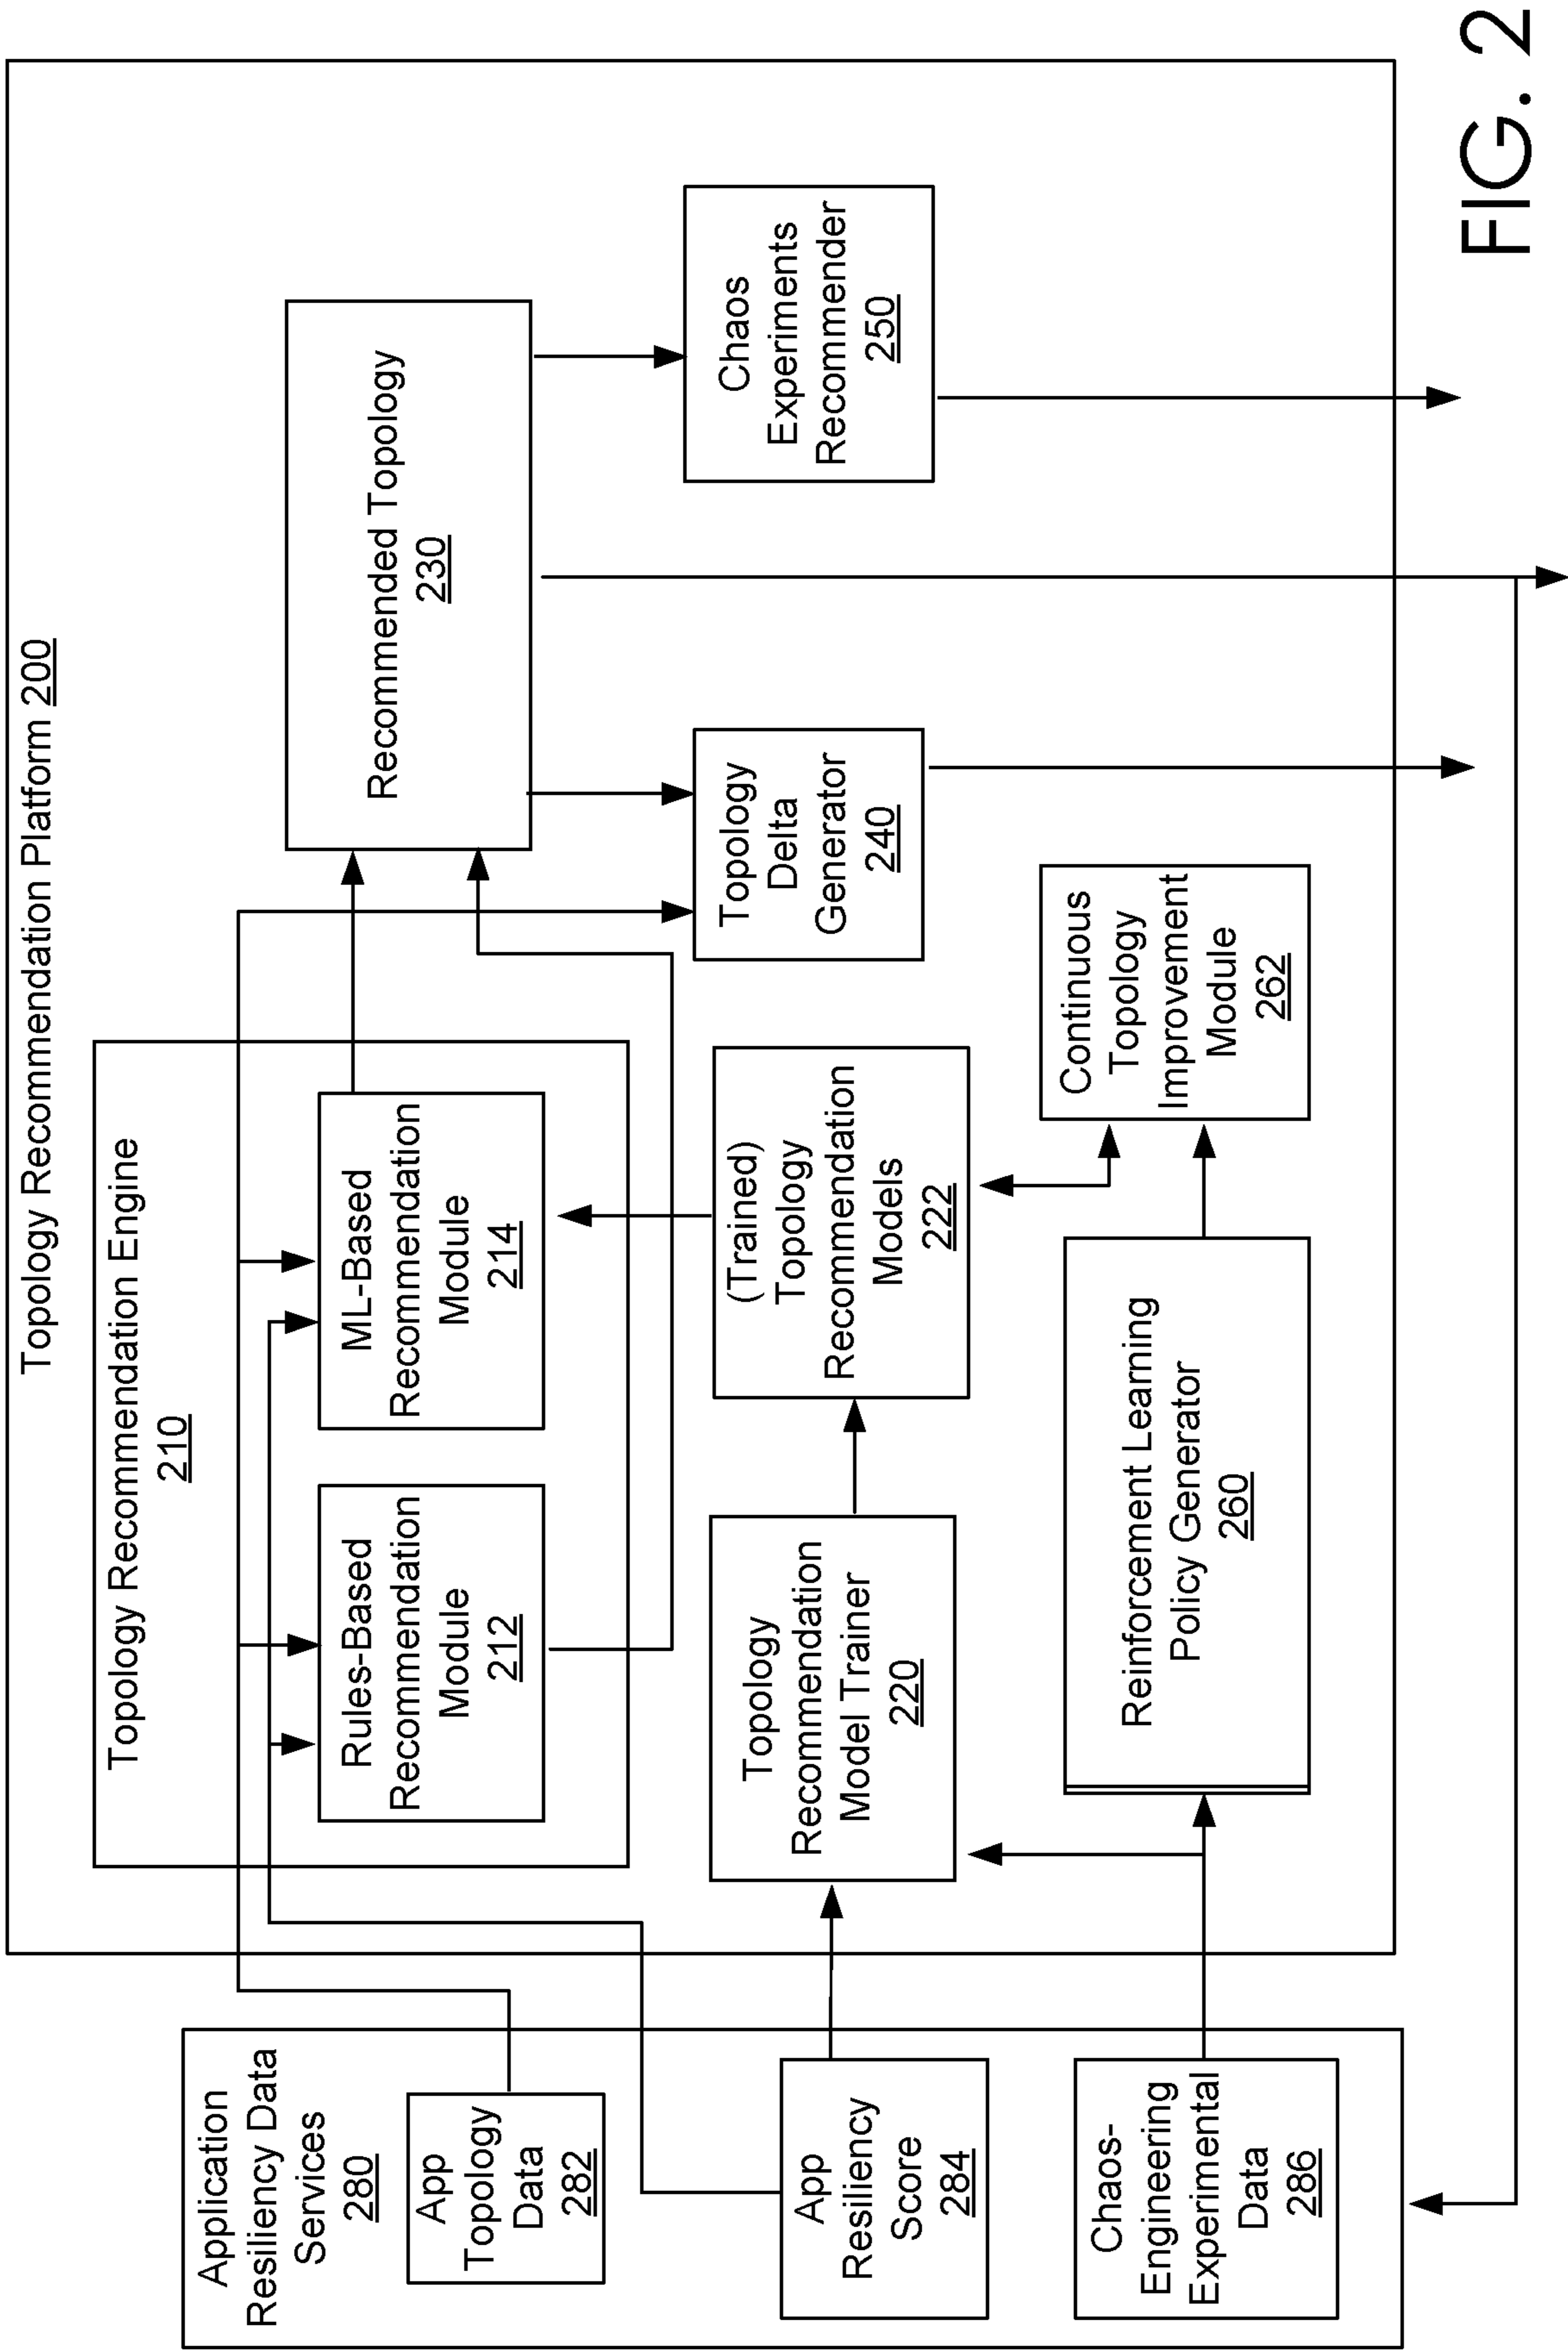 Topology Recommendation Platform 200
Application
Resiliency Data
Services
280
App
Topology
Data
282
App
Resiliency
Score
284
Chaos-
Engineering
Experimental
Data
286
Topology Recommendation Engine
210
Rules-Based
Recommendation
Module
212
ML-Based
Recommendation
Module
214
Topology
Recommendation
Model Trainer
220
(Trained)
Topology
Recommendation
Models
222
Reinforcement Learning
Policy Generator
260
Continuous
Topology
Improvement
Module
262
Recommended Topology
230
Topology
Delta
Generator
240
Chaos
Experiments
Recommender
250
FIG. 2